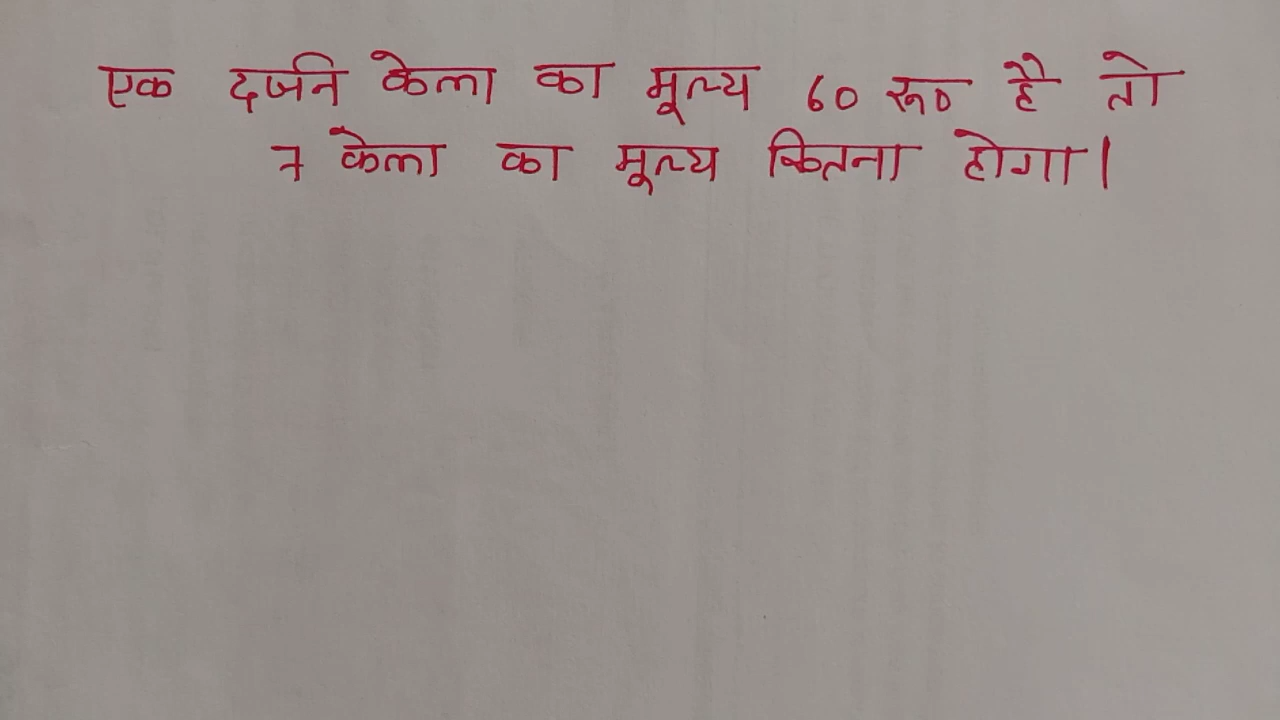 एक दर्जन केला का मूल्य 60 रू० है तो
7 केला का मूल्य कितना होगा।